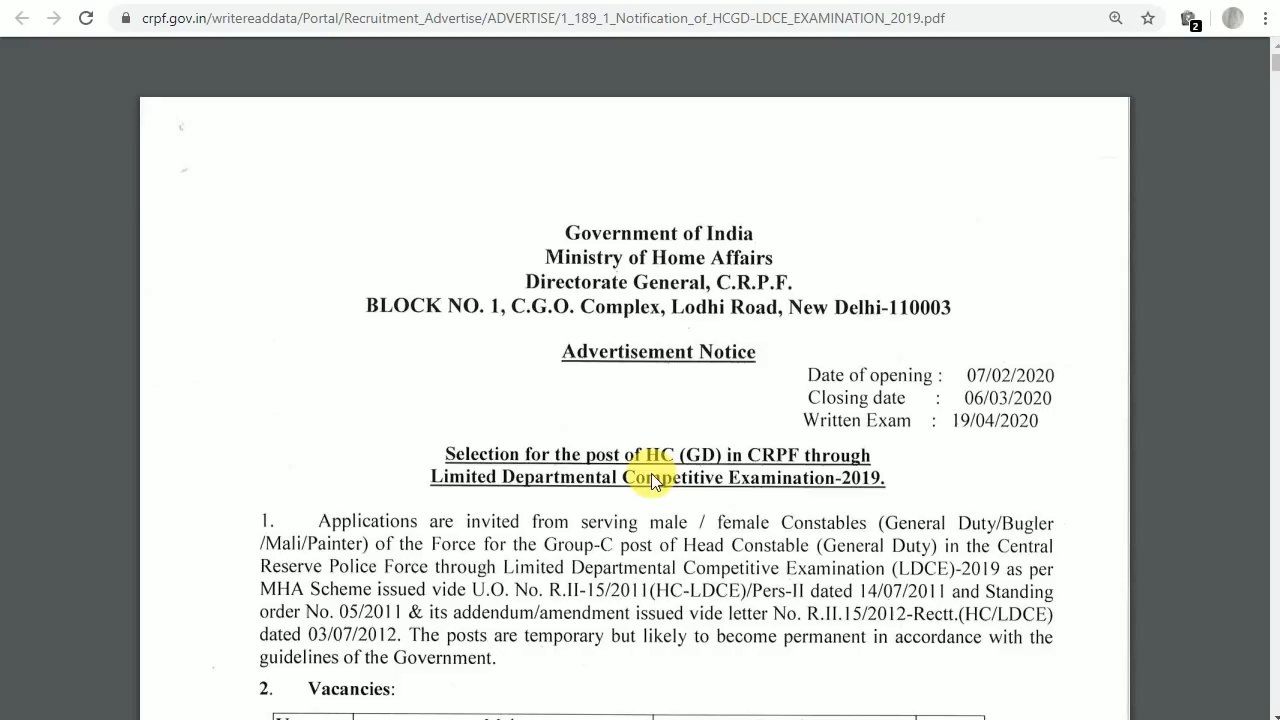 crpf.gov.in/writereaddata/Portal/Recruitment_Advertise/ADVERTISE/1_189_1_Notification_of_HCGD-LDCE_EXAMINATION_2019.pdf
2
Government of India
Ministry of Home Affairs
Directorate General, C.R.P.F.
BLOCK NO. 1, C.G.O. Complex, Lodhi Road, New Delhi-110003
Advertisement Notice
Date of opening : 07/02/2020
Closing date : 06/03/2020
Written Exam : 19/04/2020
Selection for the post of HC (GD) in CRPF through
Limited Departmental Competitive Examination-2019.
1. Applications are invited from serving male / female Constables (General Duty/Bugler
/Mali/Painter) of the Force for the Group-C post of Head Constable (General Duty) in the Central
Reserve Police Force through Limited Departmental Competitive Examination (LDCE)-2019 as per
MHA Scheme issued vide U.O. No. R.II-15/2011(HC-LDCE)/Pers-II dated 14/07/2011 and Standing
order No. 05/2011 & its addendum/amendment issued vide letter No. R.II.15/2012-Rectt.(HC/LDCE)
dated 03/07/2012. The posts are temporary but likely to become permanent in accordance with the
guidelines of the Government.
2. Vacancies: